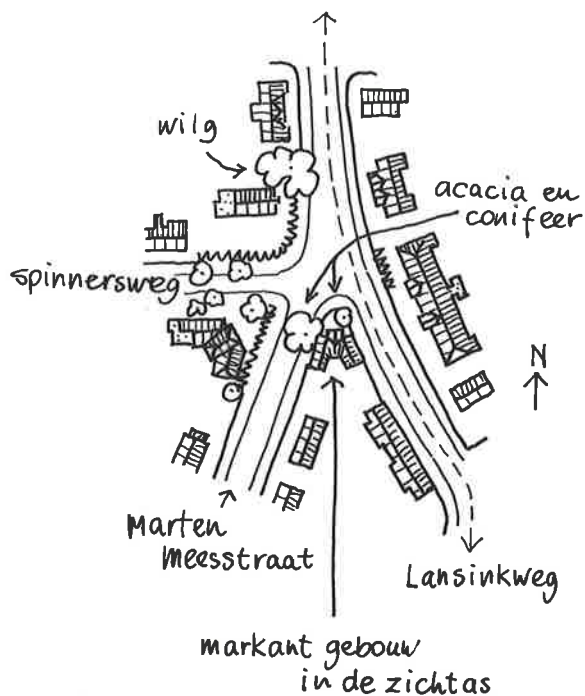 wilg
acacia en
conifeer
spinnersweg
N
Marten
Meesstraat
Lansinkweg
markant gebouw
in de zichtas